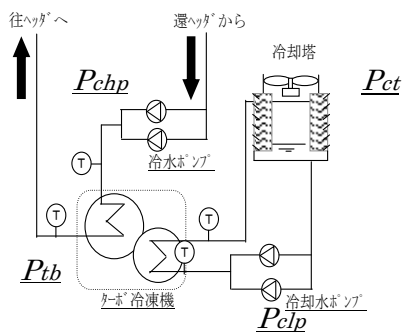 往ﾍｯﾀﾞへ
還ﾍｯﾀﾞから
冷却塔
Pchp
Pct
冷水ﾎﾟﾝﾌﾟ
T
T
T
T
Ptb
ﾀｰﾎﾞ冷凍機
冷却水ﾎﾟﾝﾌﾟ
Pclp